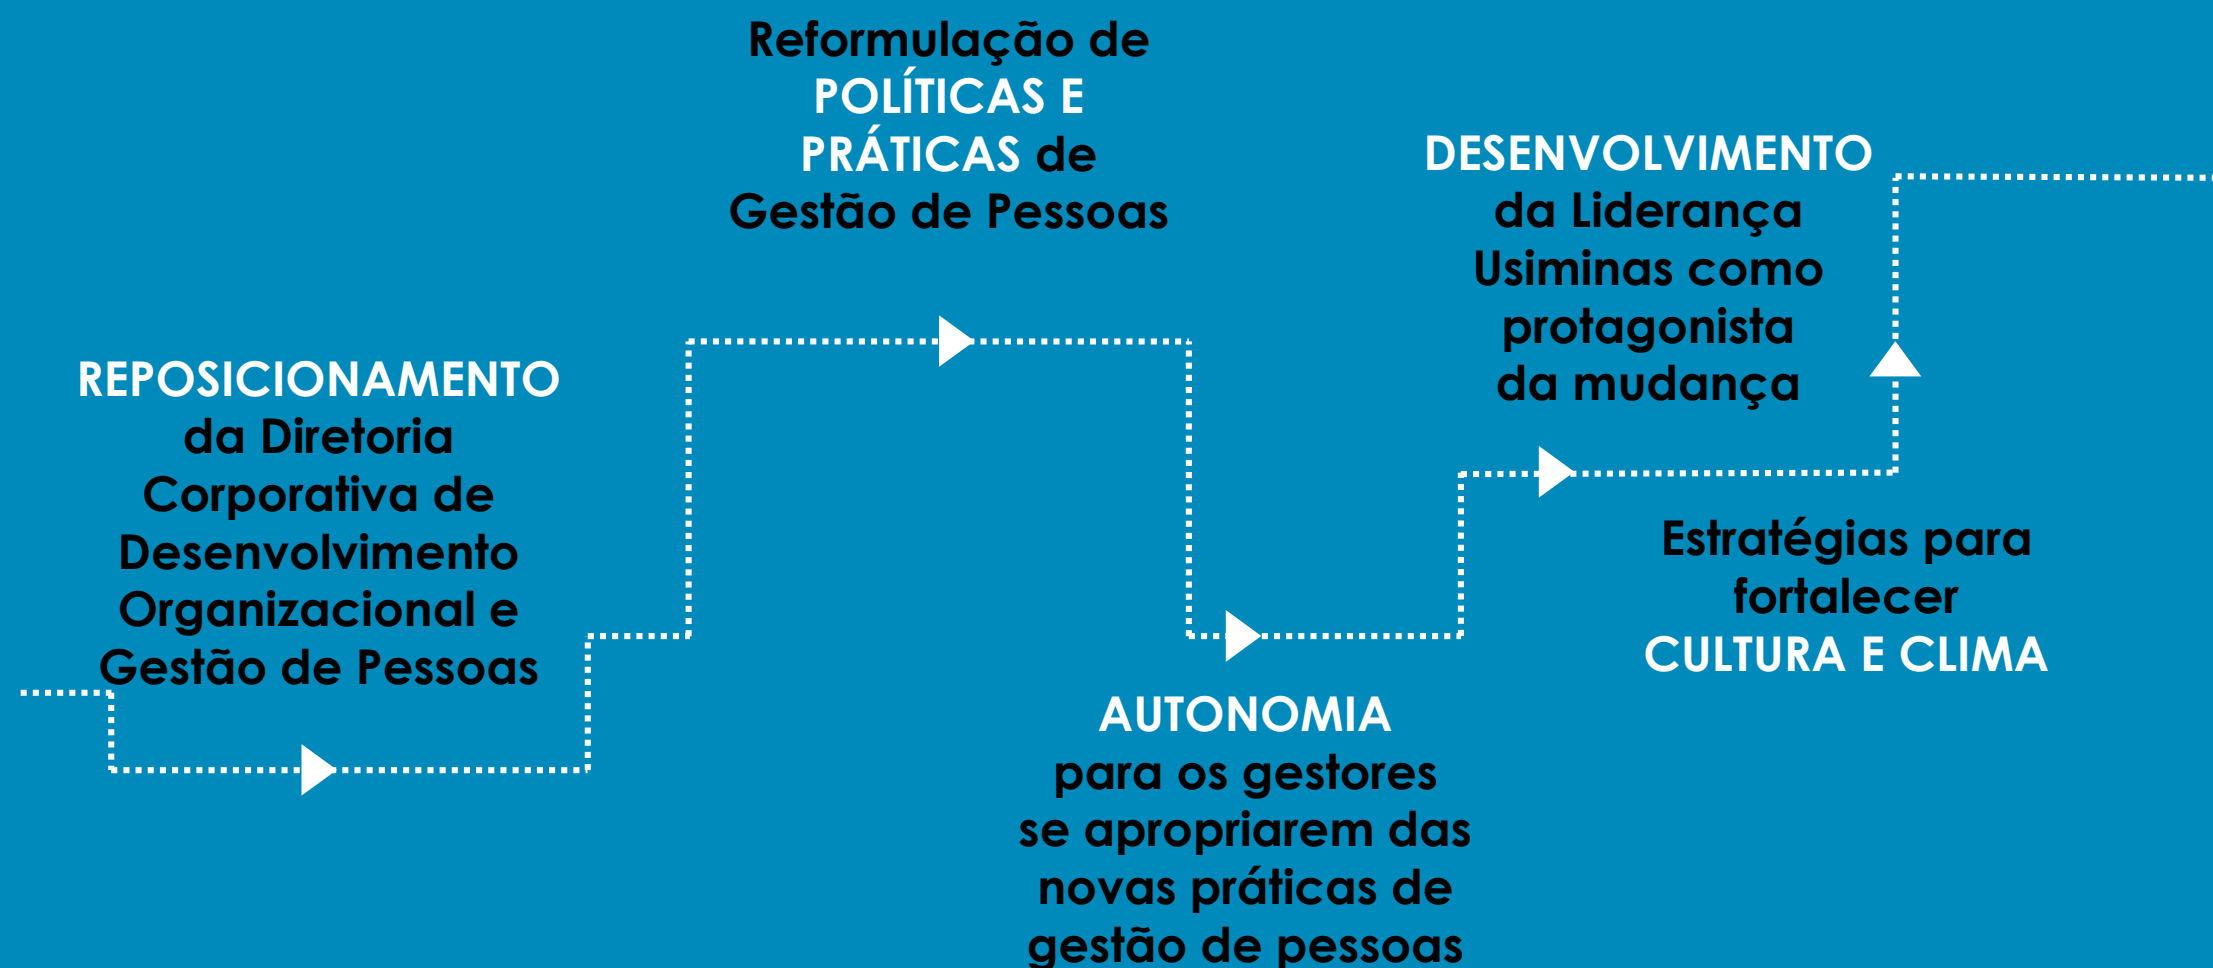 REPOSICIONAMENTO
da Diretoria
Corporativa de
Desenvolvimento
Organizacional e
Gestão de Pessoas
Reformulação de
POLÍTICAS E
PRÁTICAS de
Gestão de Pessoas
AUTONOMIA
para os gestores
se apropriarem das
novas práticas de
gestão de pessoas
DESENVOLVIMENTO
da Liderança
Usiminas como
protagonista
da mudança
Estratégias para
fortalecer
CULTURA E CLIMA